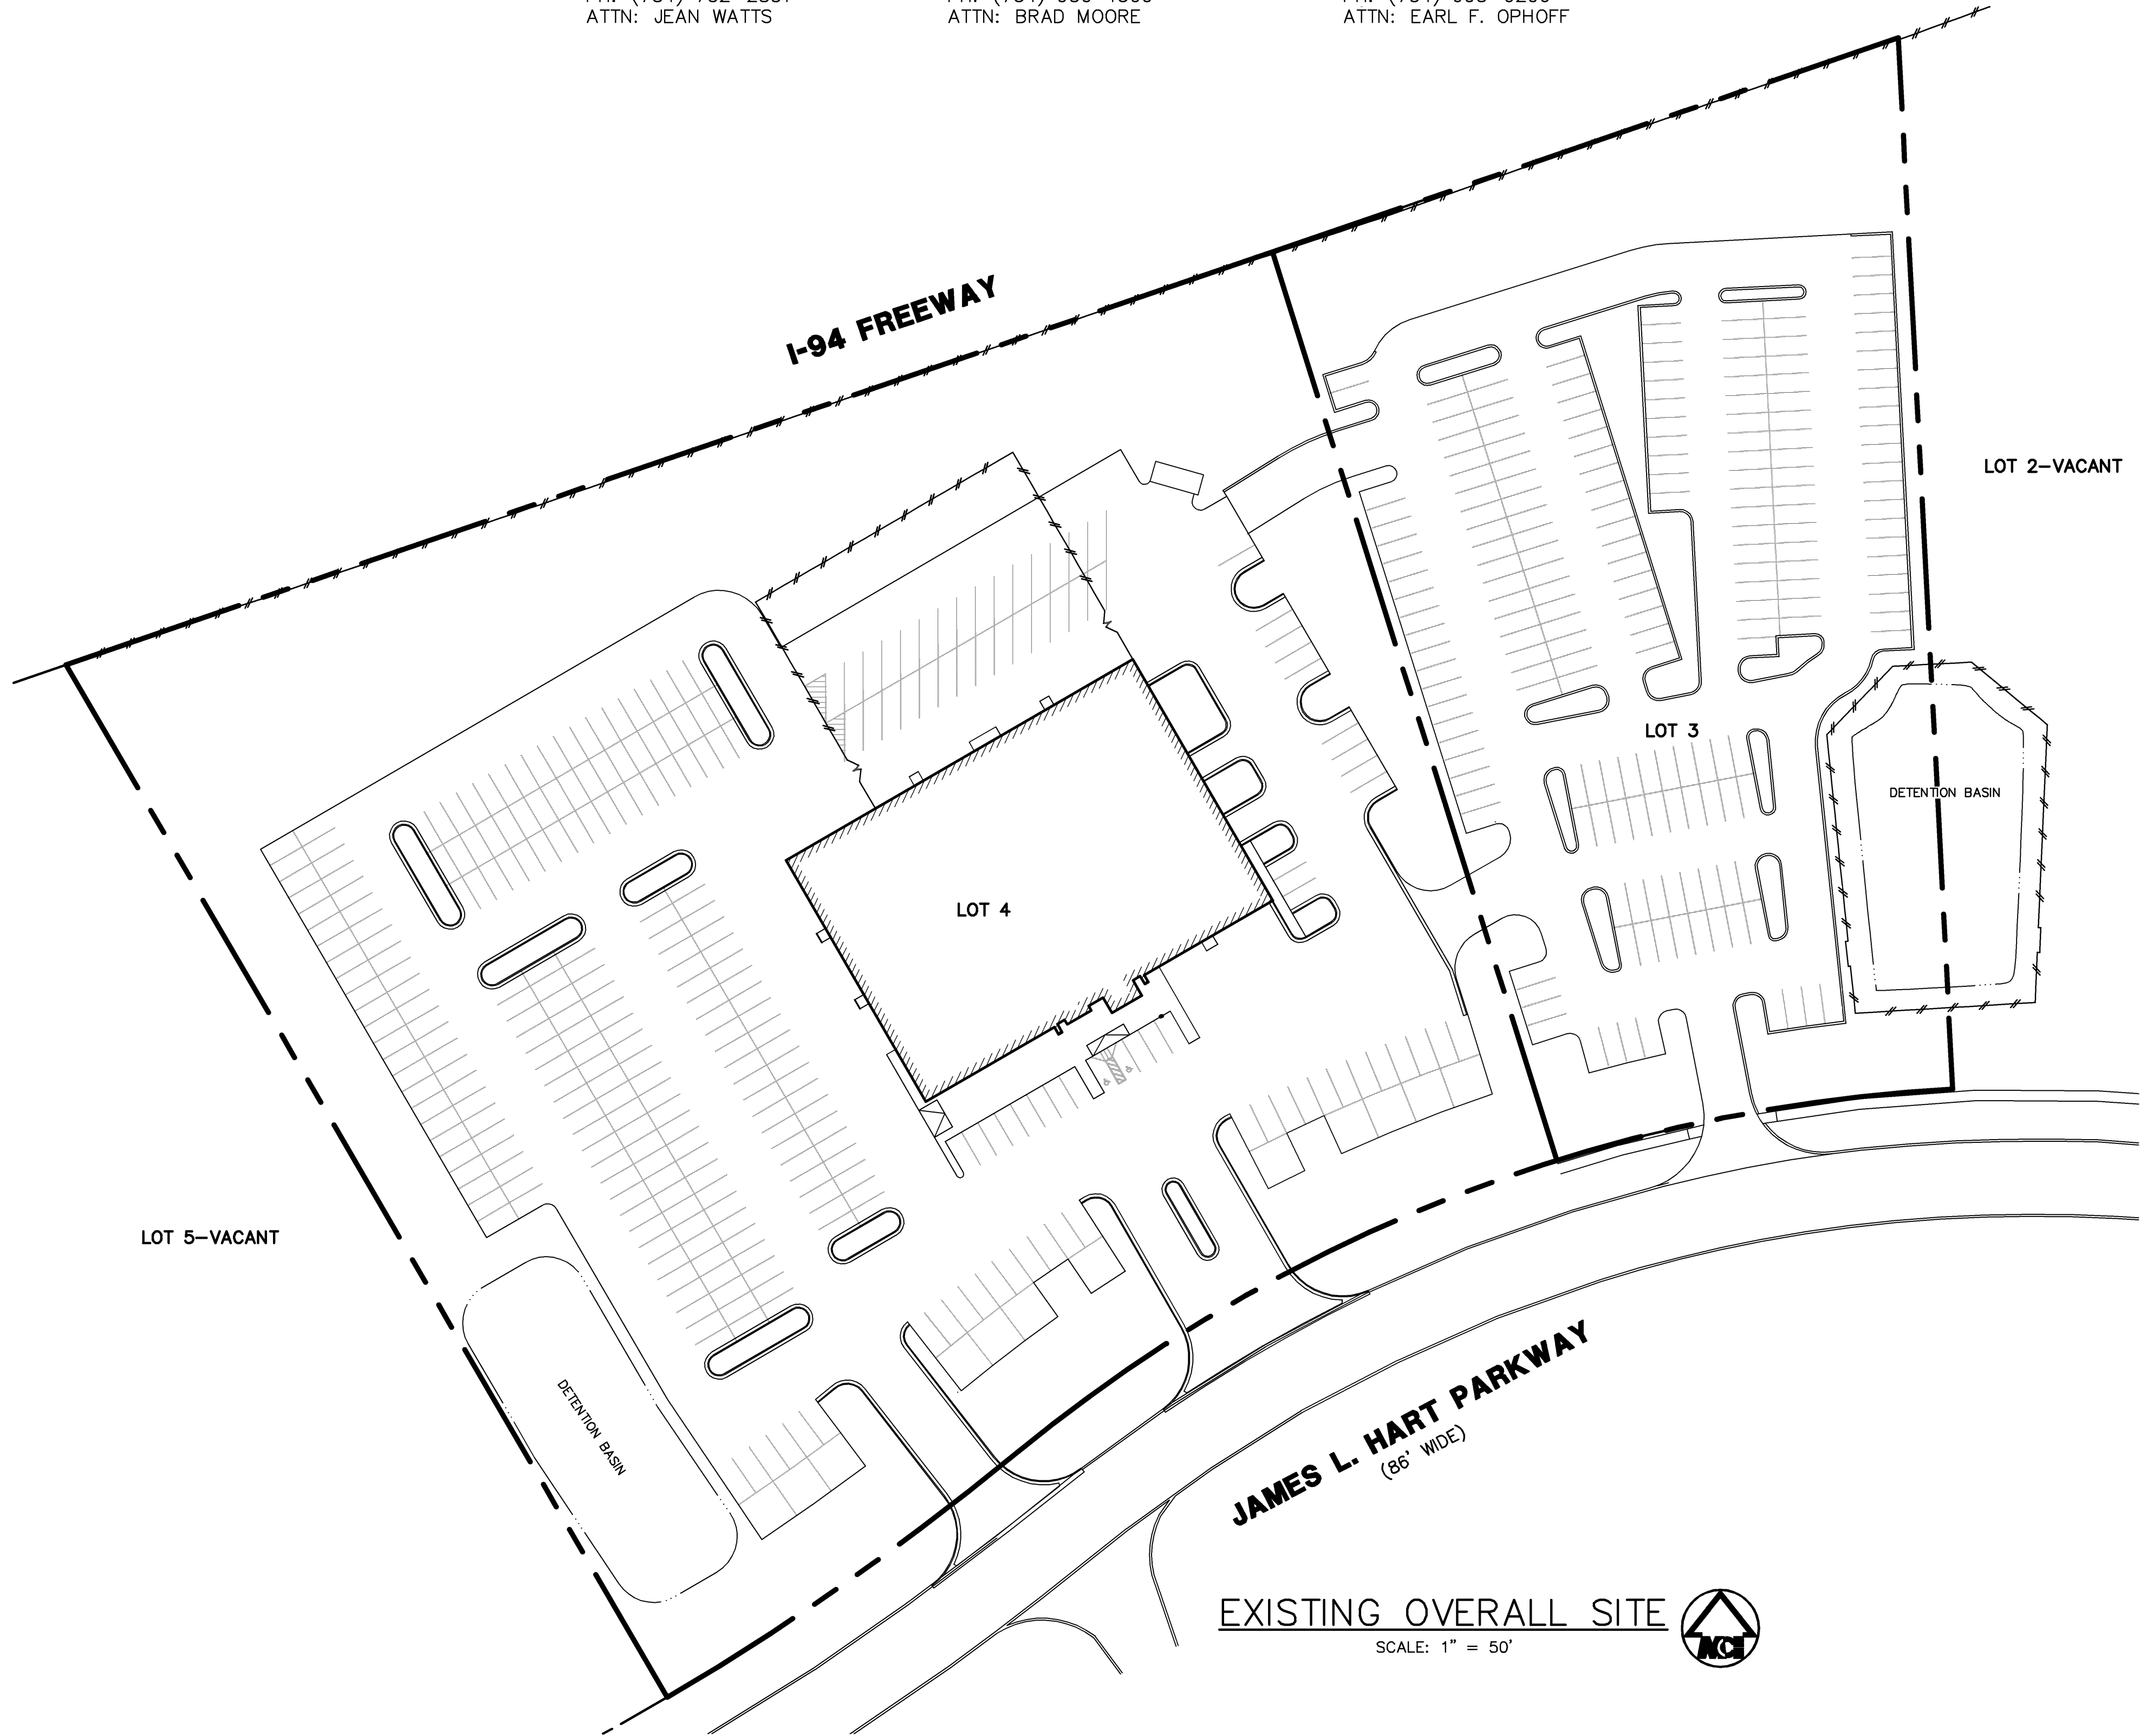 ATTN: JEAN WATTS
ATTN: BRAD MOORE
ATTN: EARL F. OPHOFF
I-94 FREEWAY
LOT 2-VACANT
LOT 3
DETENTION BASIN
LOT 4
LOT 5-VACANT
DETENTION BASIN
JAMES L. HART PARKWAY
(86' WIDE)
EXISTING OVERALL SITE
SCALE: 1" = 50'